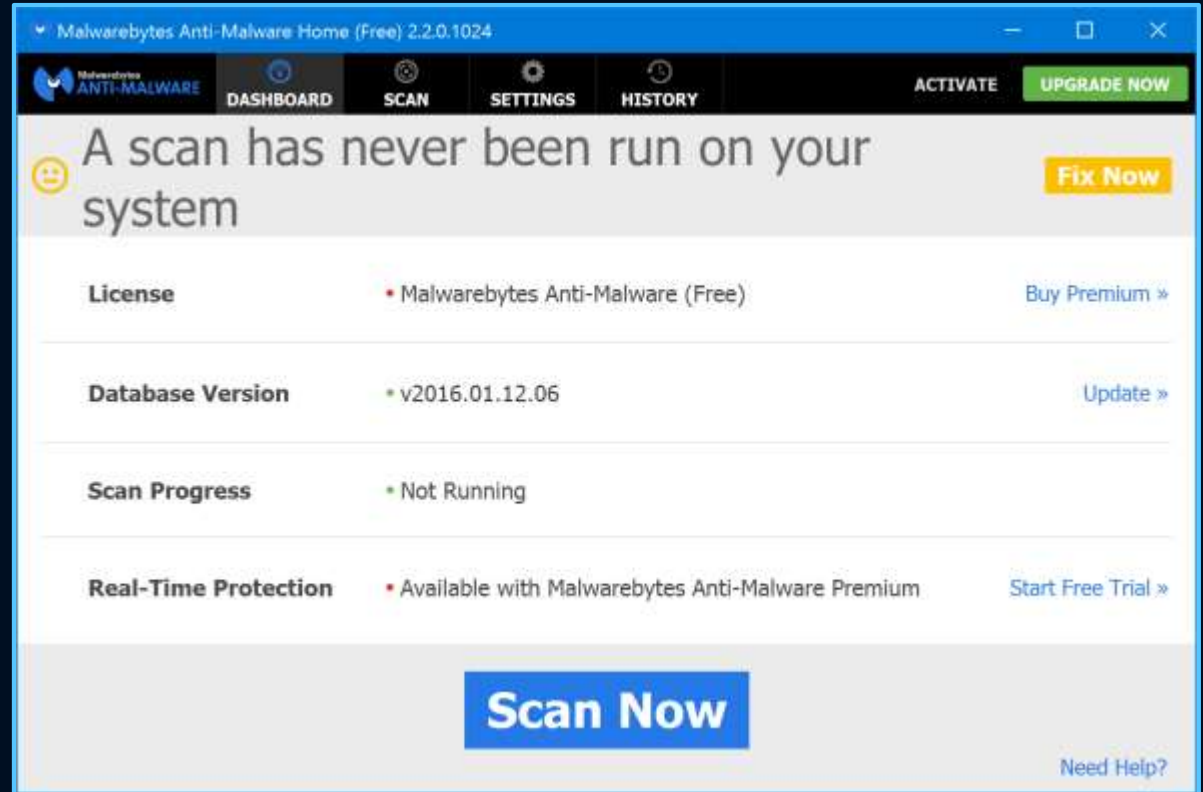 Malwarebytes Anti-Malware Home (Free) 2.2.0.1024
Malwarebytes
ANTI-MALWARE
DASHBOARD
SCAN
SETTINGS
HISTORY
ACTIVATE
UPGRADE NOW
A scan has never been run on your
system
Fix Now
License
• Malwarebytes Anti-Malware (Free)
Buy Premium »
Database Version
• v2016.01.12.06
Update »
Scan Progress
• Not Running
Real-Time Protection
• Available with Malwarebytes Anti-Malware Premium
Start Free Trial »
Scan Now
Need Help?